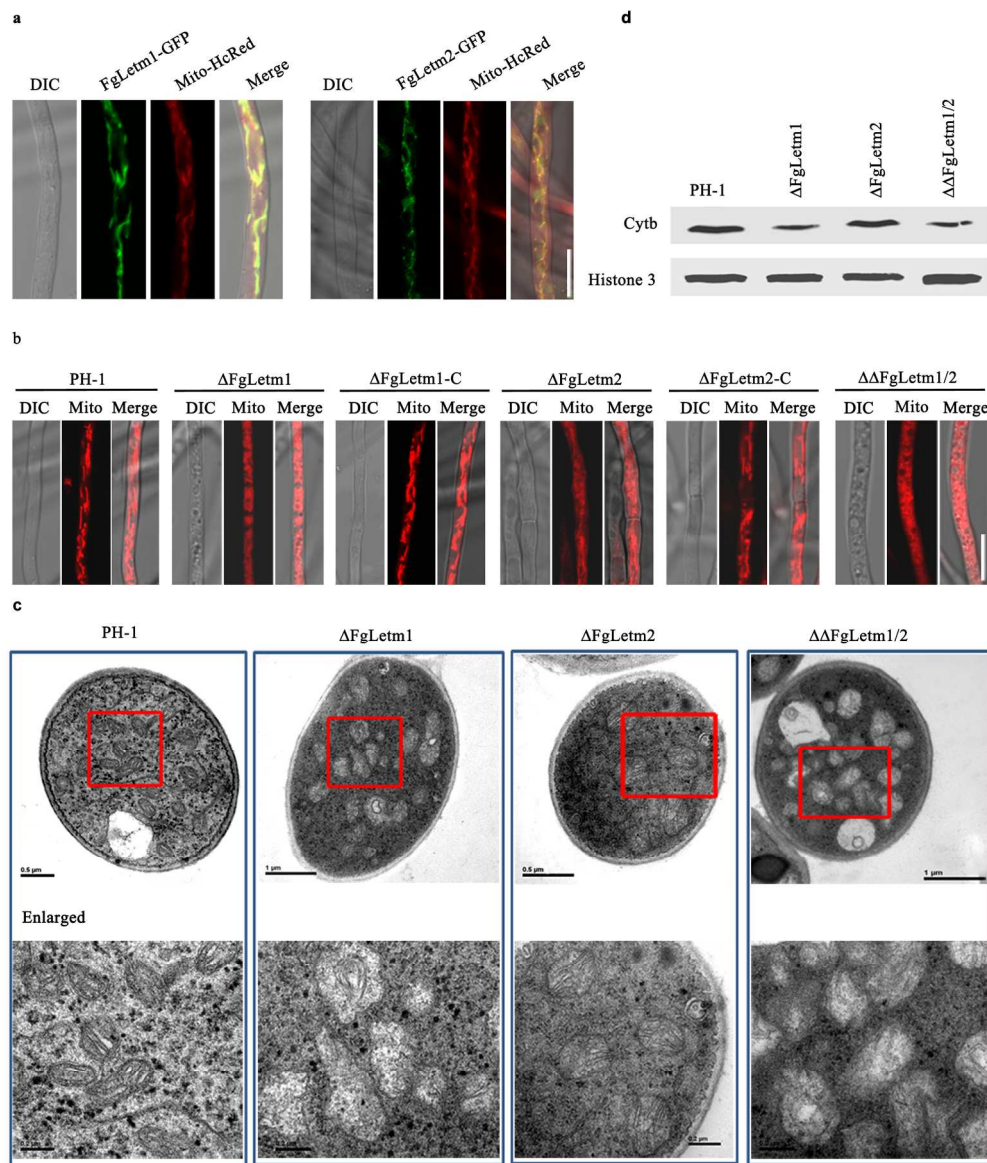 a
DIC FgLetm1-GFP Mito-HcRed Merge
DIC FgLetm2-GFP Mito-HcRed Merge
b
PH-1 ΔFgLetm1 ΔFgLetm1-C ΔFgLetm2 ΔFgLetm2-C ΔΔFgLetm1/2
DIC Mito Merge DIC Mito Merge DIC Mito Merge DIC Mito Merge DIC Mito Merge DIC Mito Merge
c
PH-1 ΔFgLetm1 ΔFgLetm2 ΔΔFgLetm1/2
0.5 μm 1 μm 0.5 μm 1 μm
Enlarged
0.2 μm 0.2 μm
d
PH-1 ΔFgLetm1 ΔFgLetm2 ΔΔFgLetm1/2
Cytb
Histone 3